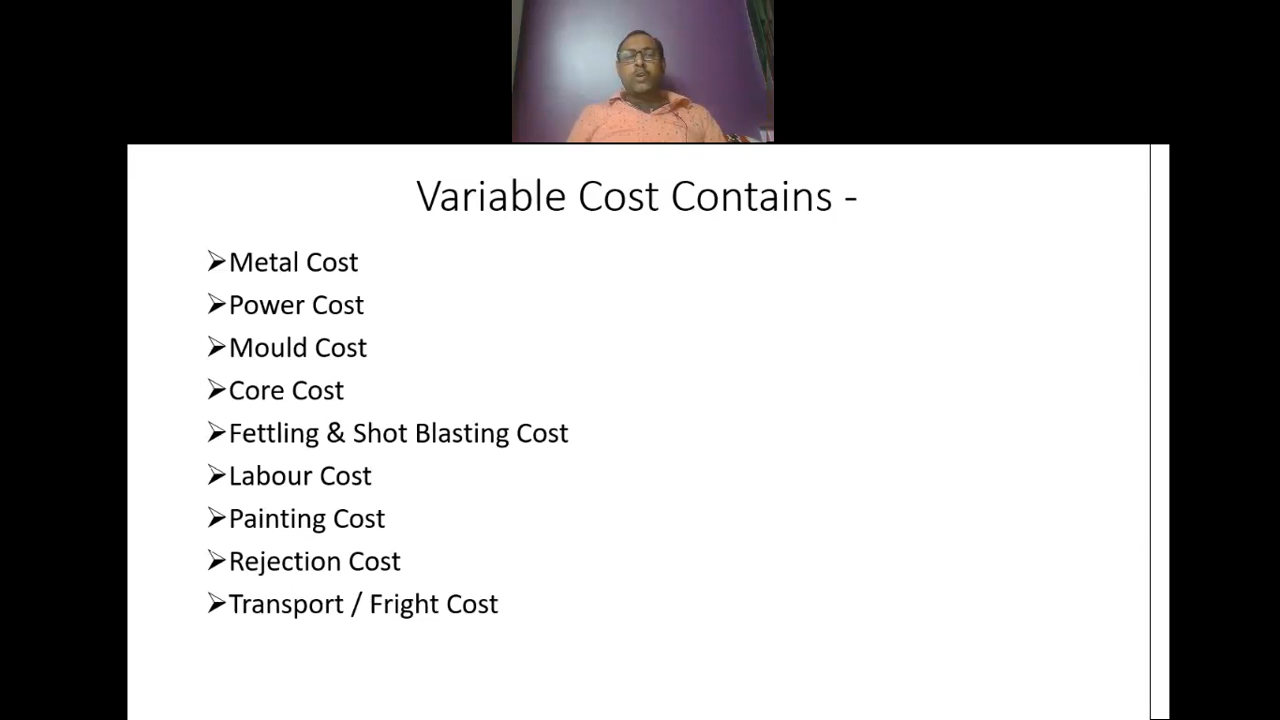 Variable Cost Contains -
➢Metal Cost
➢Power Cost
➢Mould Cost
➢Core Cost
➢Fettling & Shot Blasting Cost
➢Labour Cost
➢Painting Cost
➢Rejection Cost
➢Transport / Fright Cost